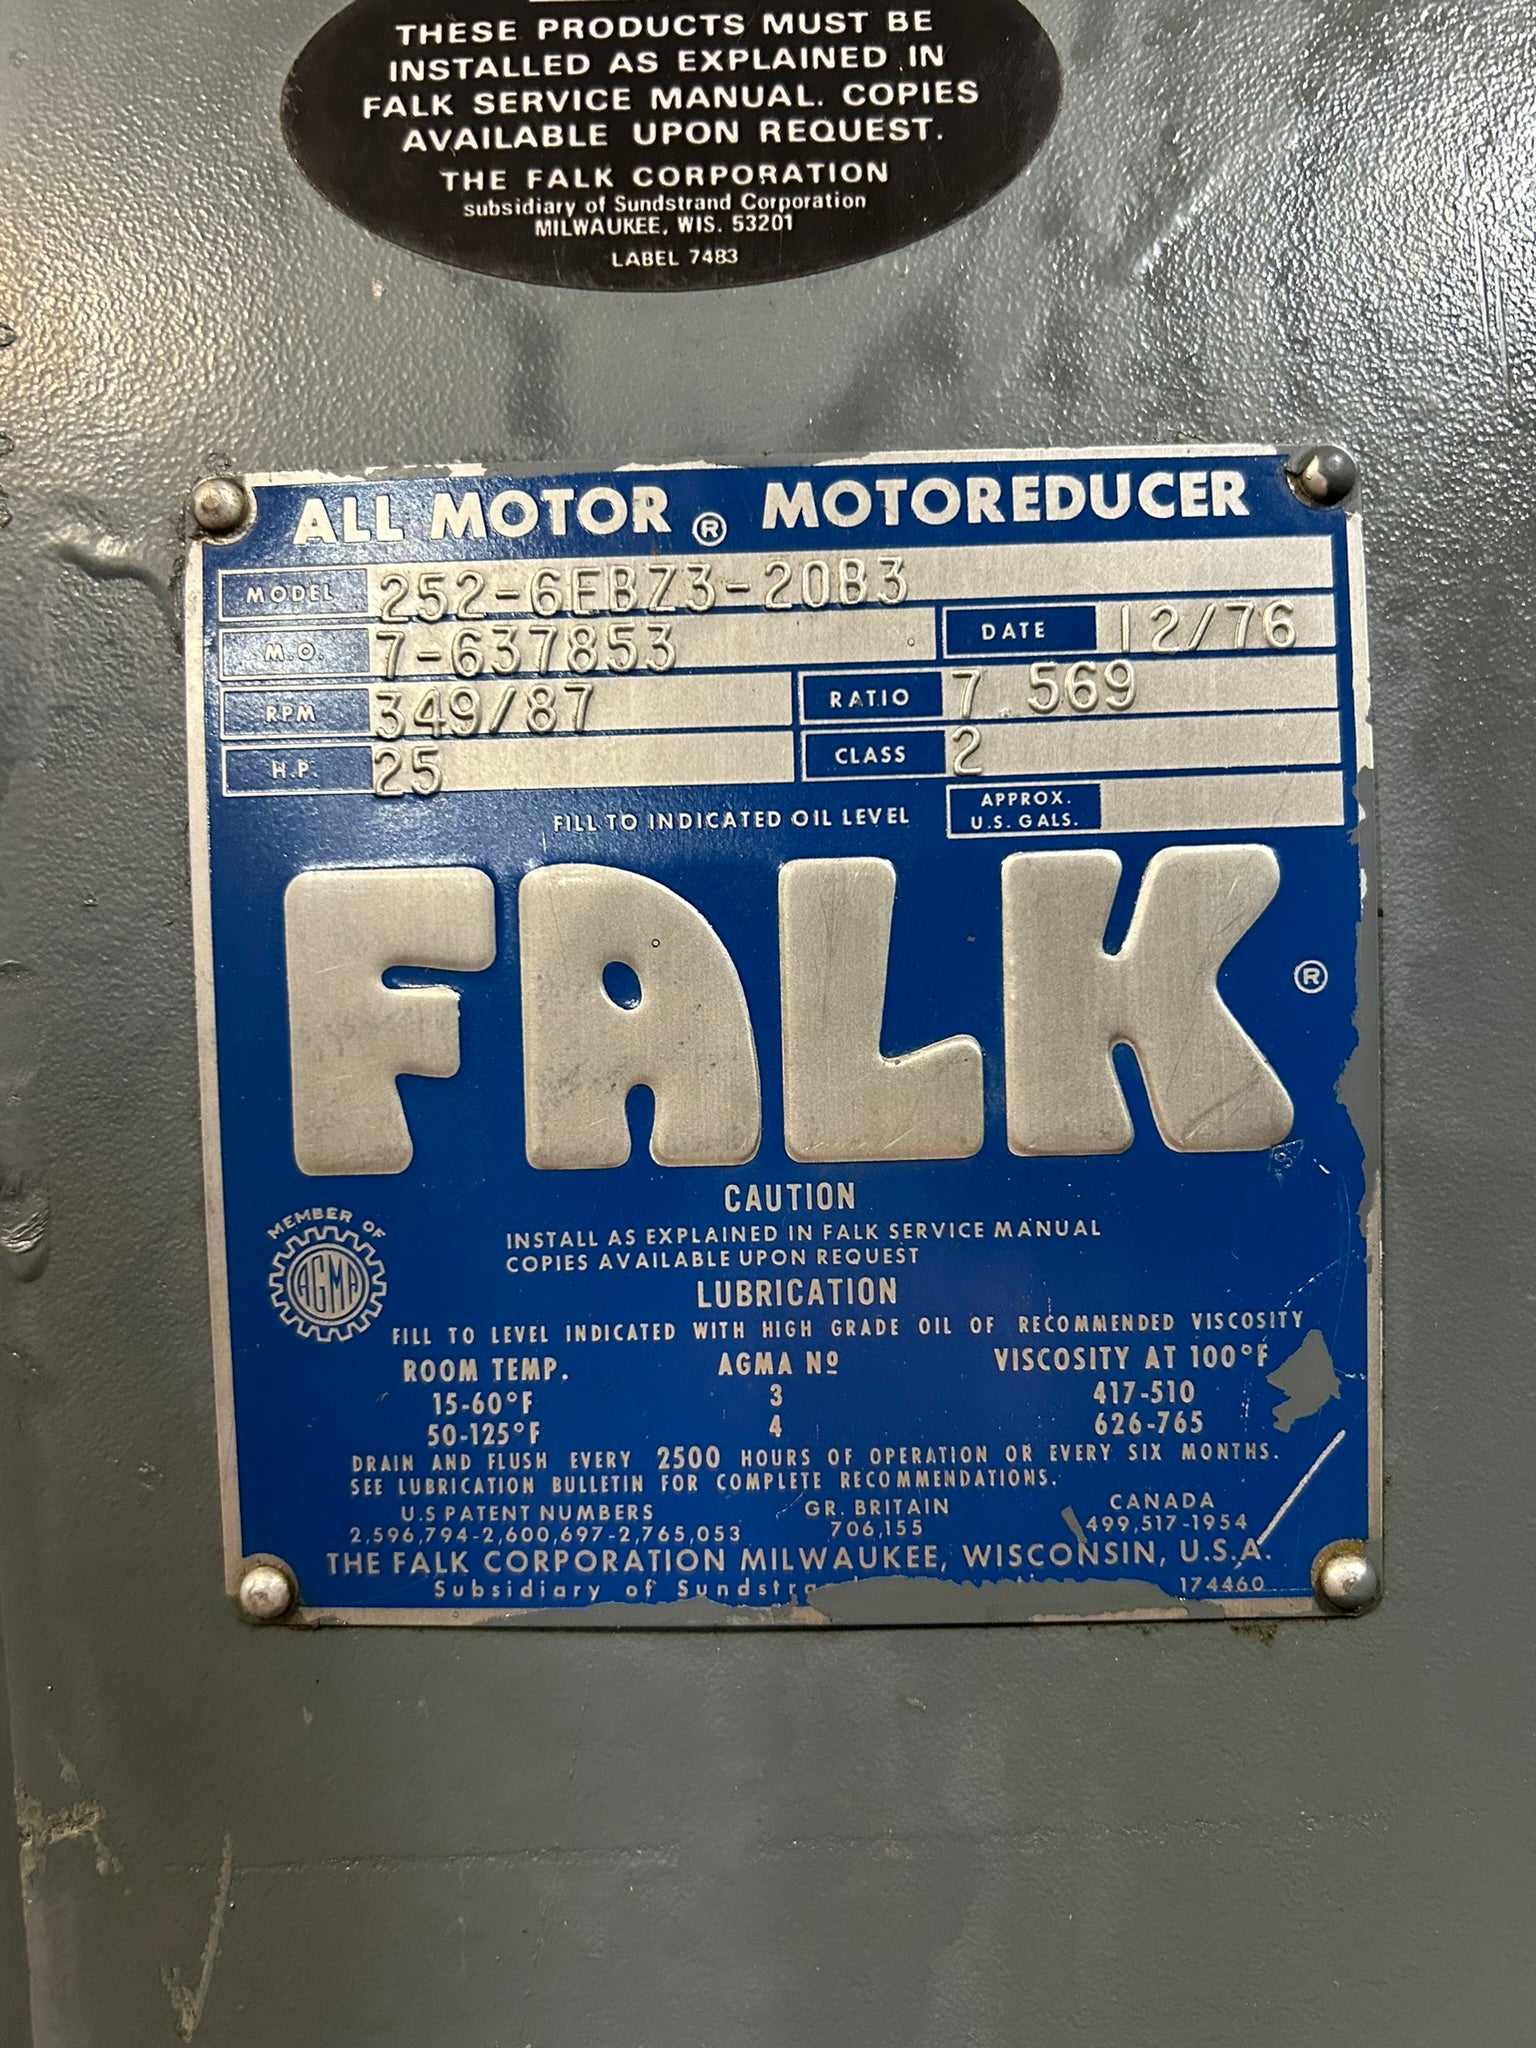 THESE PRODUCTS MUST BE
INSTALLED AS EXPLAINED IN
FALK SERVICE MANUAL. COPIES
AVAILABLE UPON REQUEST.
THE FALK CORPORATION
subsidiary of Sundstrand Corporation
MILWAUKEE, WIS. 53201
LABEL 7483
ALL MOTOR ® MOTOREDUCER
MODEL 252-6EBZ3-20B3
M.O. 7-637853 DATE 12/76
RPM 349/87 RATIO 7 569
H.P. 25 CLASS 2
FILL TO INDICATED OIL LEVEL APPROX. U.S. GALS.
FALK ®
CAUTION
INSTALL AS EXPLAINED IN FALK SERVICE MANUAL
COPIES AVAILABLE UPON REQUEST
MEMBER OF
AGMA
LUBRICATION
FILL TO LEVEL INDICATED WITH HIGH GRADE OIL OF RECOMMENDED VISCOSITY
ROOM TEMP. AGMA Nº VISCOSITY AT 100°F
15-60°F 3 417-510
50-125°F 4 626-765
DRAIN AND FLUSH EVERY 2500 HOURS OF OPERATION OR EVERY SIX MONTHS.
SEE LUBRICATION BULLETIN FOR COMPLETE RECOMMENDATIONS.
U.S PATENT NUMBERS GR. BRITAIN CANADA
2,596,794-2,600,697-2,765,053 706,155 499,517-1954
THE FALK CORPORATION MILWAUKEE, WISCONSIN, U.S.A.
Subsidiary of 174460